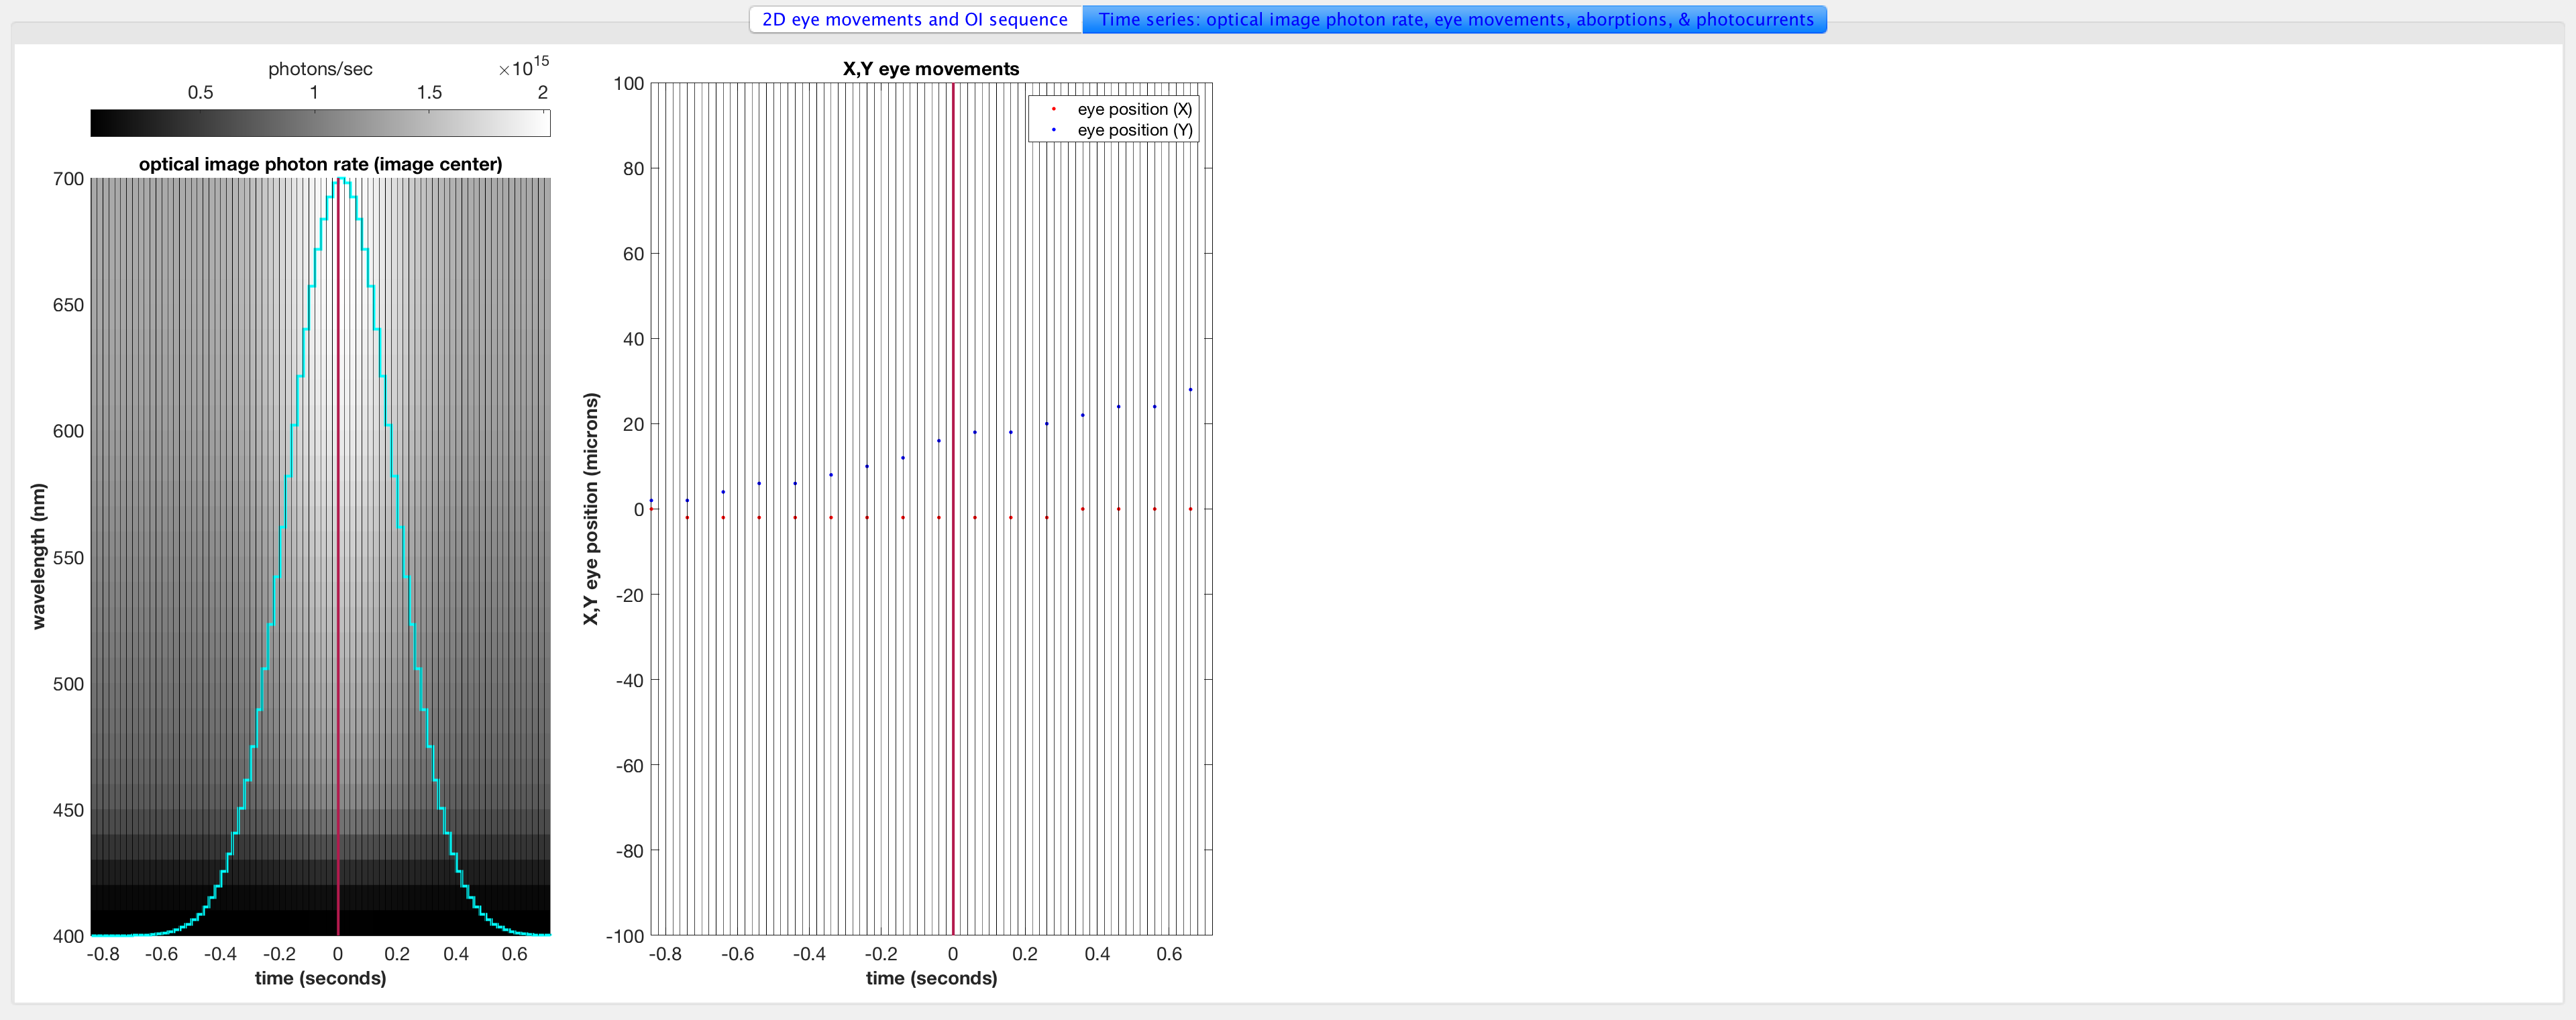 2D eye movements and OI sequence
Time series: optical image photon rate, eye movements, aborptions, & photocurrents
photons/sec
×10^15
0.5 1 1.5 2
optical image photon rate (image center)
700
650
600
550
500
450
400
wavelength (nm)
-0.8 -0.6 -0.4 -0.2 0 0.2 0.4 0.6
time (seconds)
X,Y eye movements
eye position (X)
eye position (Y)
100
80
60
40
20
0
-20
-40
-60
-80
-100
X,Y eye position (microns)
-0.8 -0.6 -0.4 -0.2 0 0.2 0.4 0.6
time (seconds)